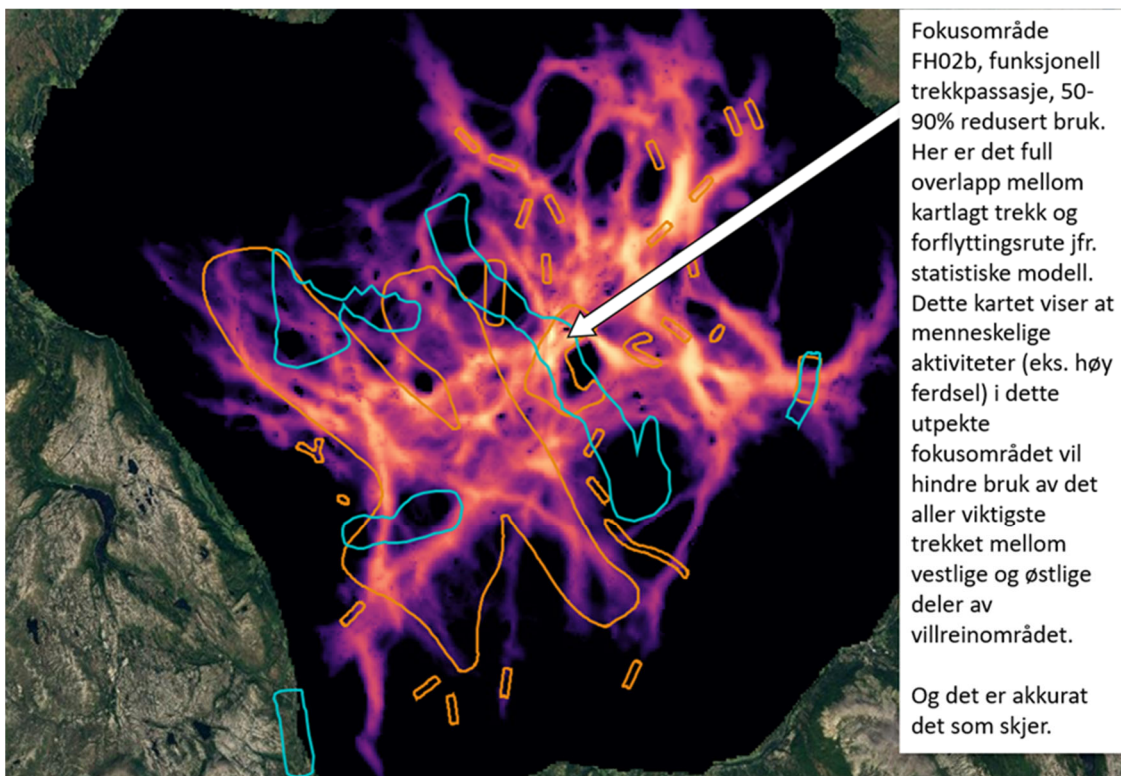 Fokusområde
FH02b, funksjonell
trekkpassasje, 50-
90% redusert bruk.
Her er det full
overlapp mellom
kartlagt trekk og
forflyttingsrute jfr.
statistiske modell.
Dette kartet viser at
menneskelige
aktiviteter (eks. høy
ferdsel) i dette
utpekte
fokusområdet vil
hindre bruk av det
aller viktigste
trekket mellom
vestlige og østlige
deler av
villreinområdet.
Og det er akkurat
det som skjer.